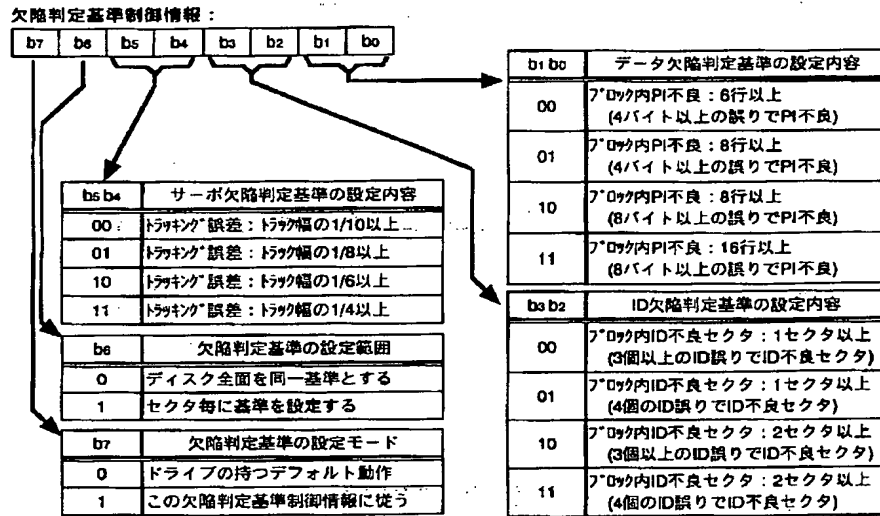 欠陥判定基準制御情報：
b7 b6 b5 b4 b3 b2 b1 b0
b1 b0 データ欠陥判定基準の設定内容
00 ブロック内PI不良：6行以上
(4バイト以上の誤りでPI不良)
01 ブロック内PI不良：8行以上
(4バイト以上の誤りでPI不良)
10 ブロック内PI不良：8行以上
(8バイト以上の誤りでPI不良)
11 ブロック内PI不良：16行以上
(8バイト以上の誤りでPI不良)
b5 b4 サーボ欠陥判定基準の設定内容
00 トラッキング誤差：トラック幅の1/10以上
01 トラッキング誤差：トラック幅の1/8以上
10 トラッキング誤差：トラック幅の1/6以上
11 トラッキング誤差：トラック幅の1/4以上
b3 b2 ID欠陥判定基準の設定内容
00 ブロック内ID不良セクタ：1セクタ以上
(3個以上のID誤りでID不良セクタ)
01 ブロック内ID不良セクタ：1セクタ以上
(4個のID誤りでID不良セクタ)
10 ブロック内ID不良セクタ：2セクタ以上
(3個以上のID誤りでID不良セクタ)
11 ブロック内ID不良セクタ：2セクタ以上
(4個のID誤りでID不良セクタ)
b6 欠陥判定基準の設定範囲
0 ディスク全面を同一基準とする
1 セクタ毎に基準を設定する
b7 欠陥判定基準の設定モード
0 ドライブの持つデフォルト動作
1 この欠陥判定基準制御情報に従う